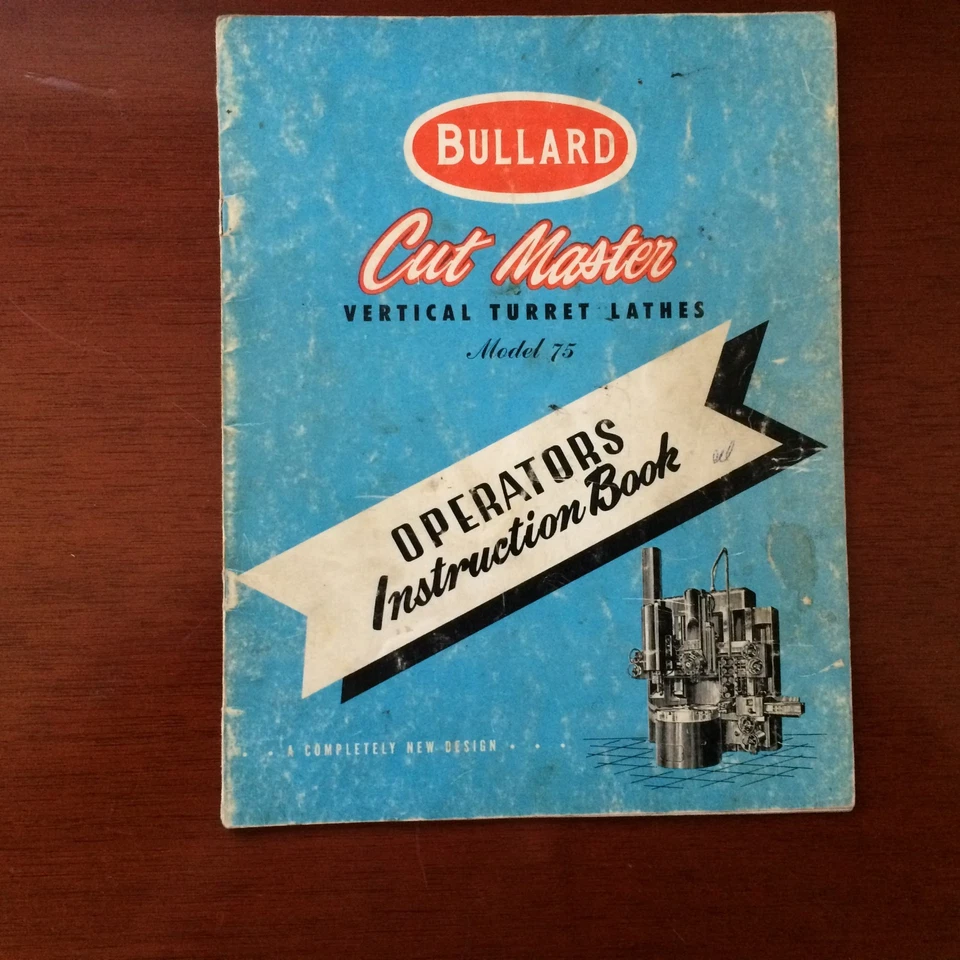 BULLARD
Cut Master
VERTICAL TURRET LATHES
Model 75
OPERATORS
Instruction Book
. . A COMPLETELY NEW DESIGN . . .